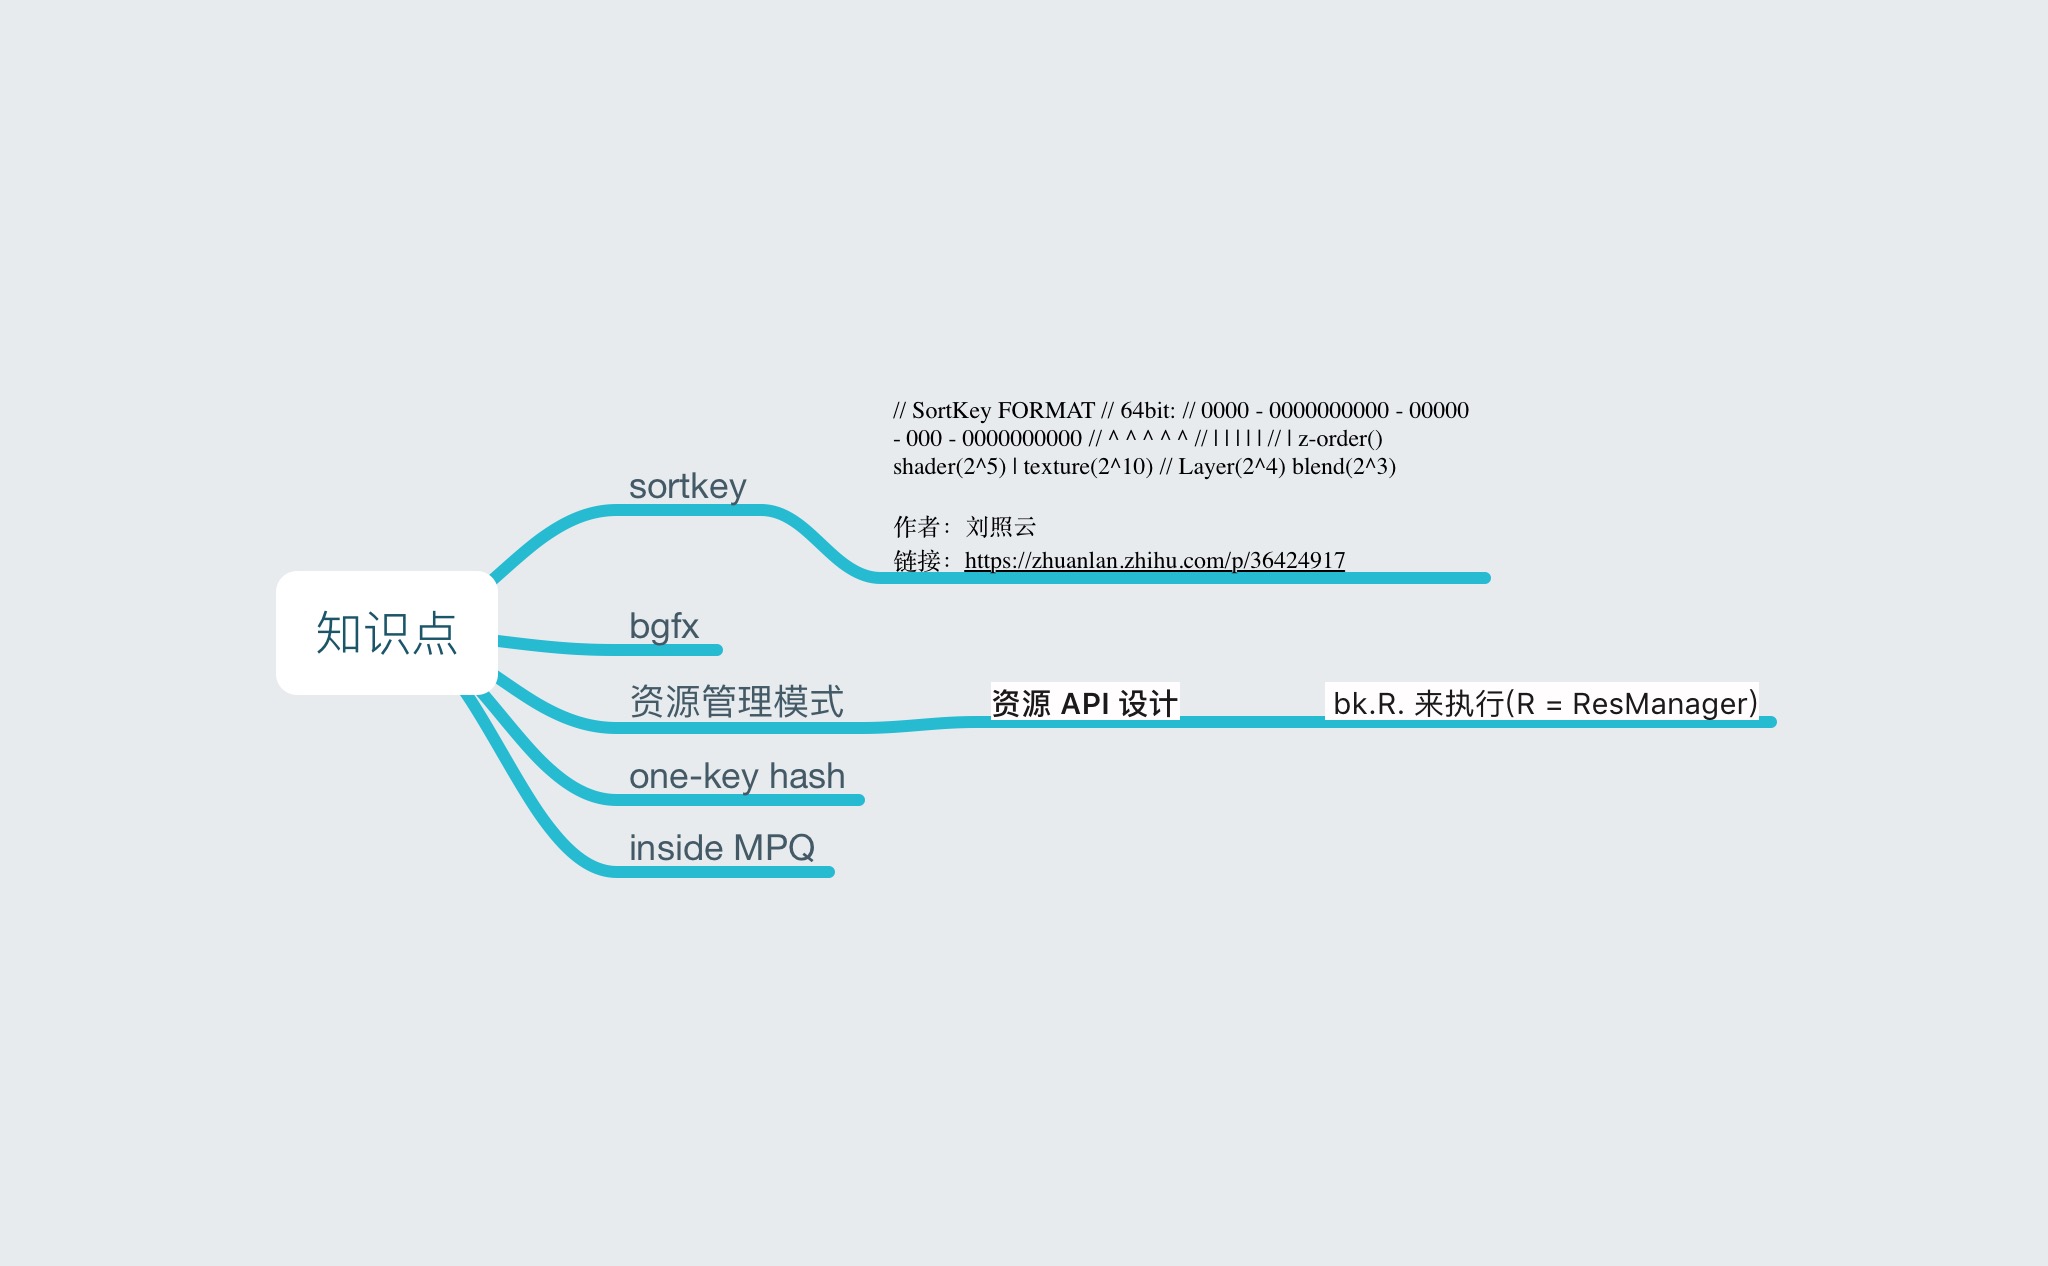 知识点
sortkey
// SortKey FORMAT // 64bit: // 0000 - 0000000000 - 00000
- 000 - 0000000000 // ^ ^ ^ ^ ^ // | | | | | // | z-order()
shader(2^5) | texture(2^10) // Layer(2^4) blend(2^3)
作者：刘照云
链接：https://zhuanlan.zhihu.com/p/36424917
bgfx
资源管理模式
资源 API 设计
bk.R. 来执行(R = ResManager)
one-key hash
inside MPQ